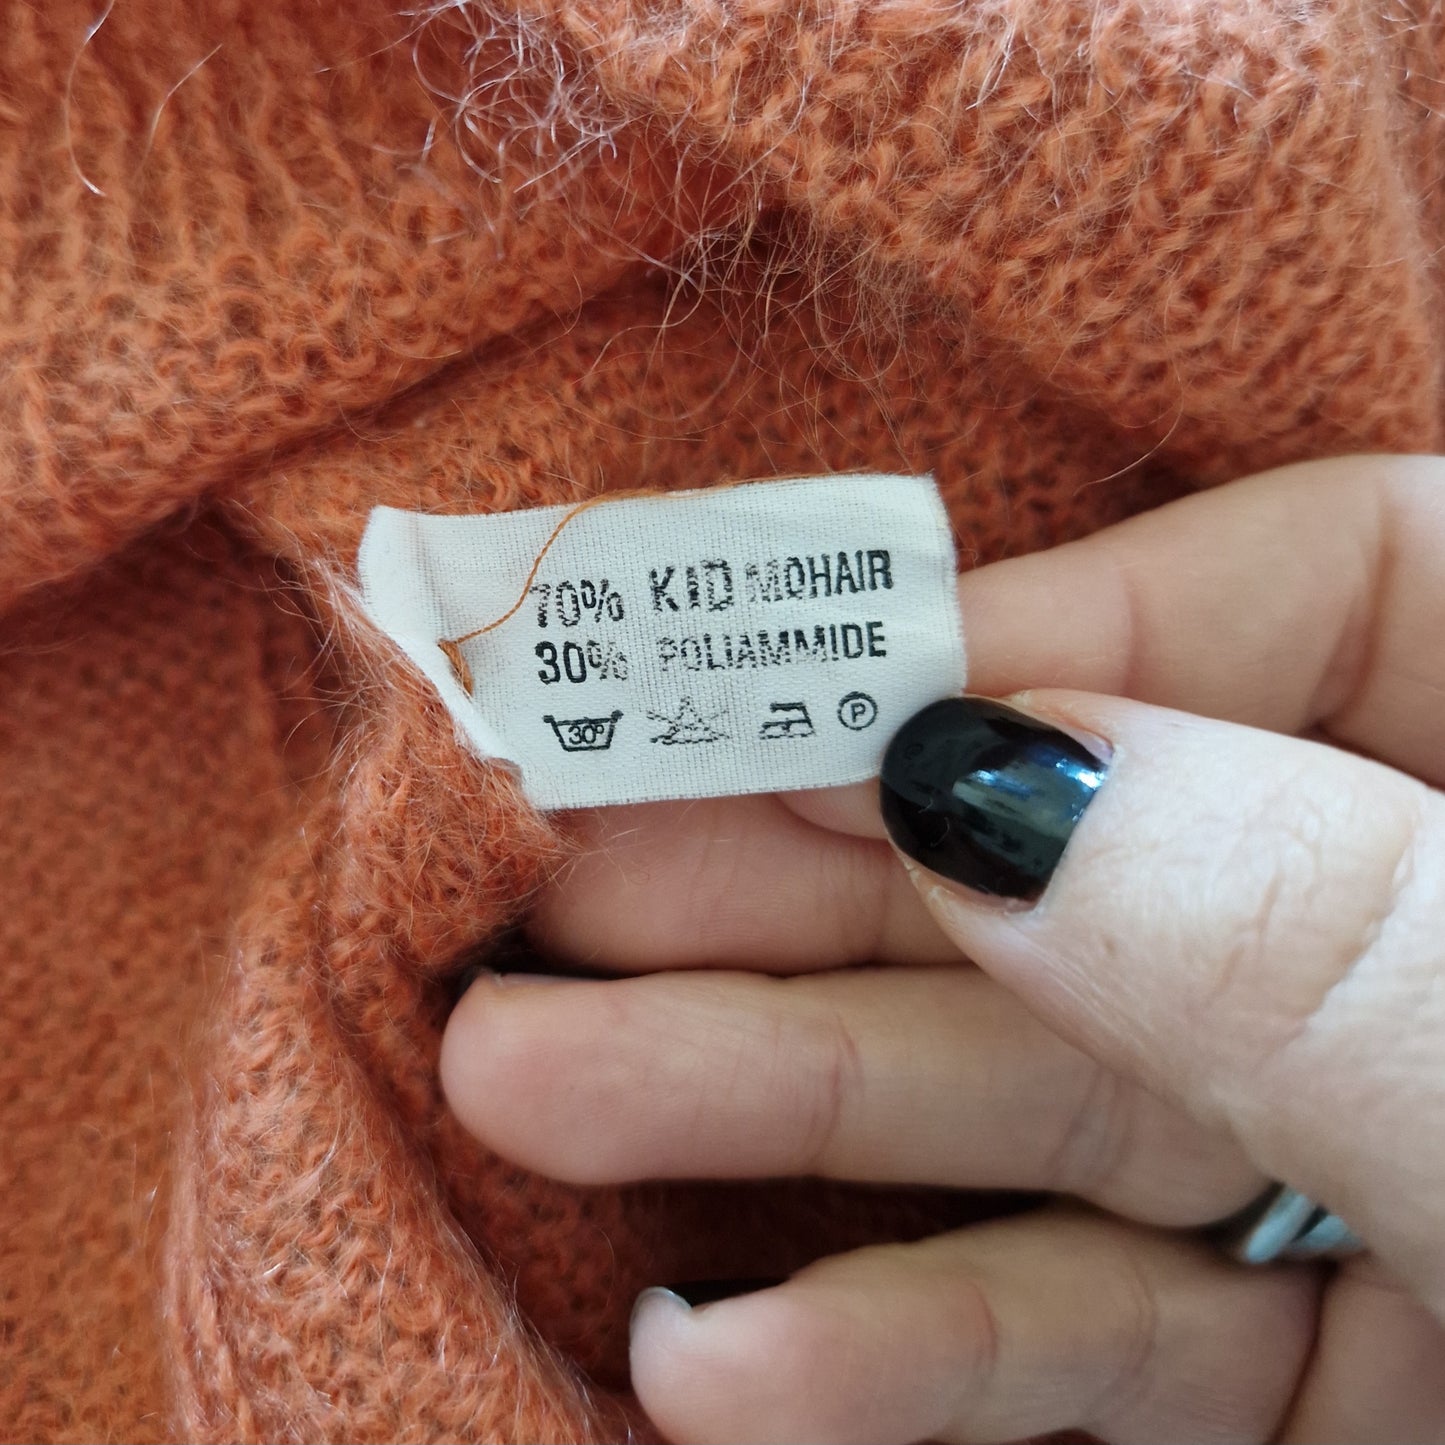 70% KID MOHAIR
30% POLIAMMIDE
30° P